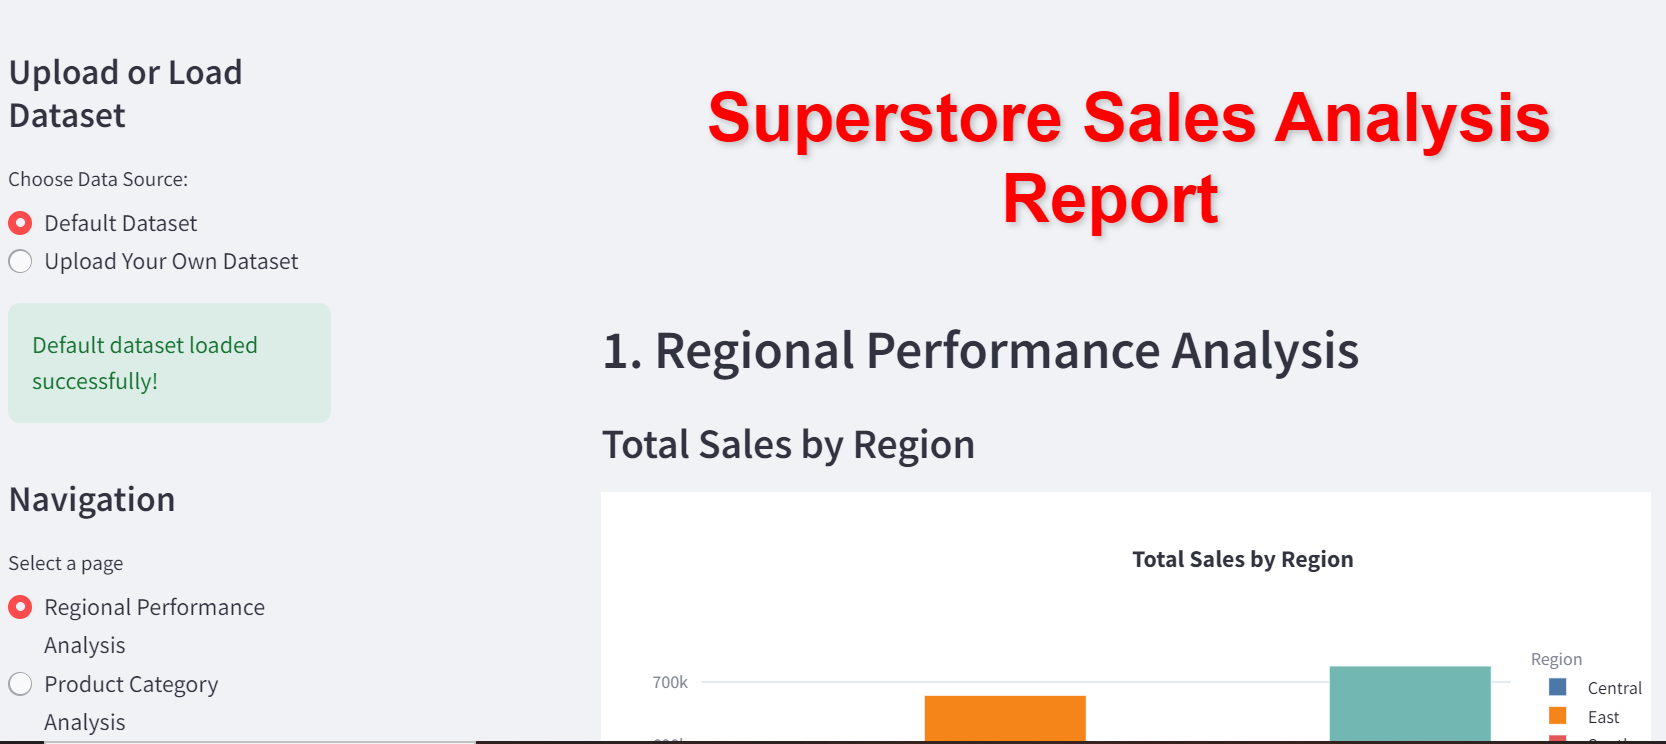 Upload or Load
Dataset
Choose Data Source:
Default Dataset
Upload Your Own Dataset
Default dataset loaded
successfully!
Navigation
Select a page
Regional Performance
Analysis
Product Category
Analysis
Superstore Sales Analysis
Report
1. Regional Performance Analysis
Total Sales by Region
Total Sales by Region
700k
Region
Central
East